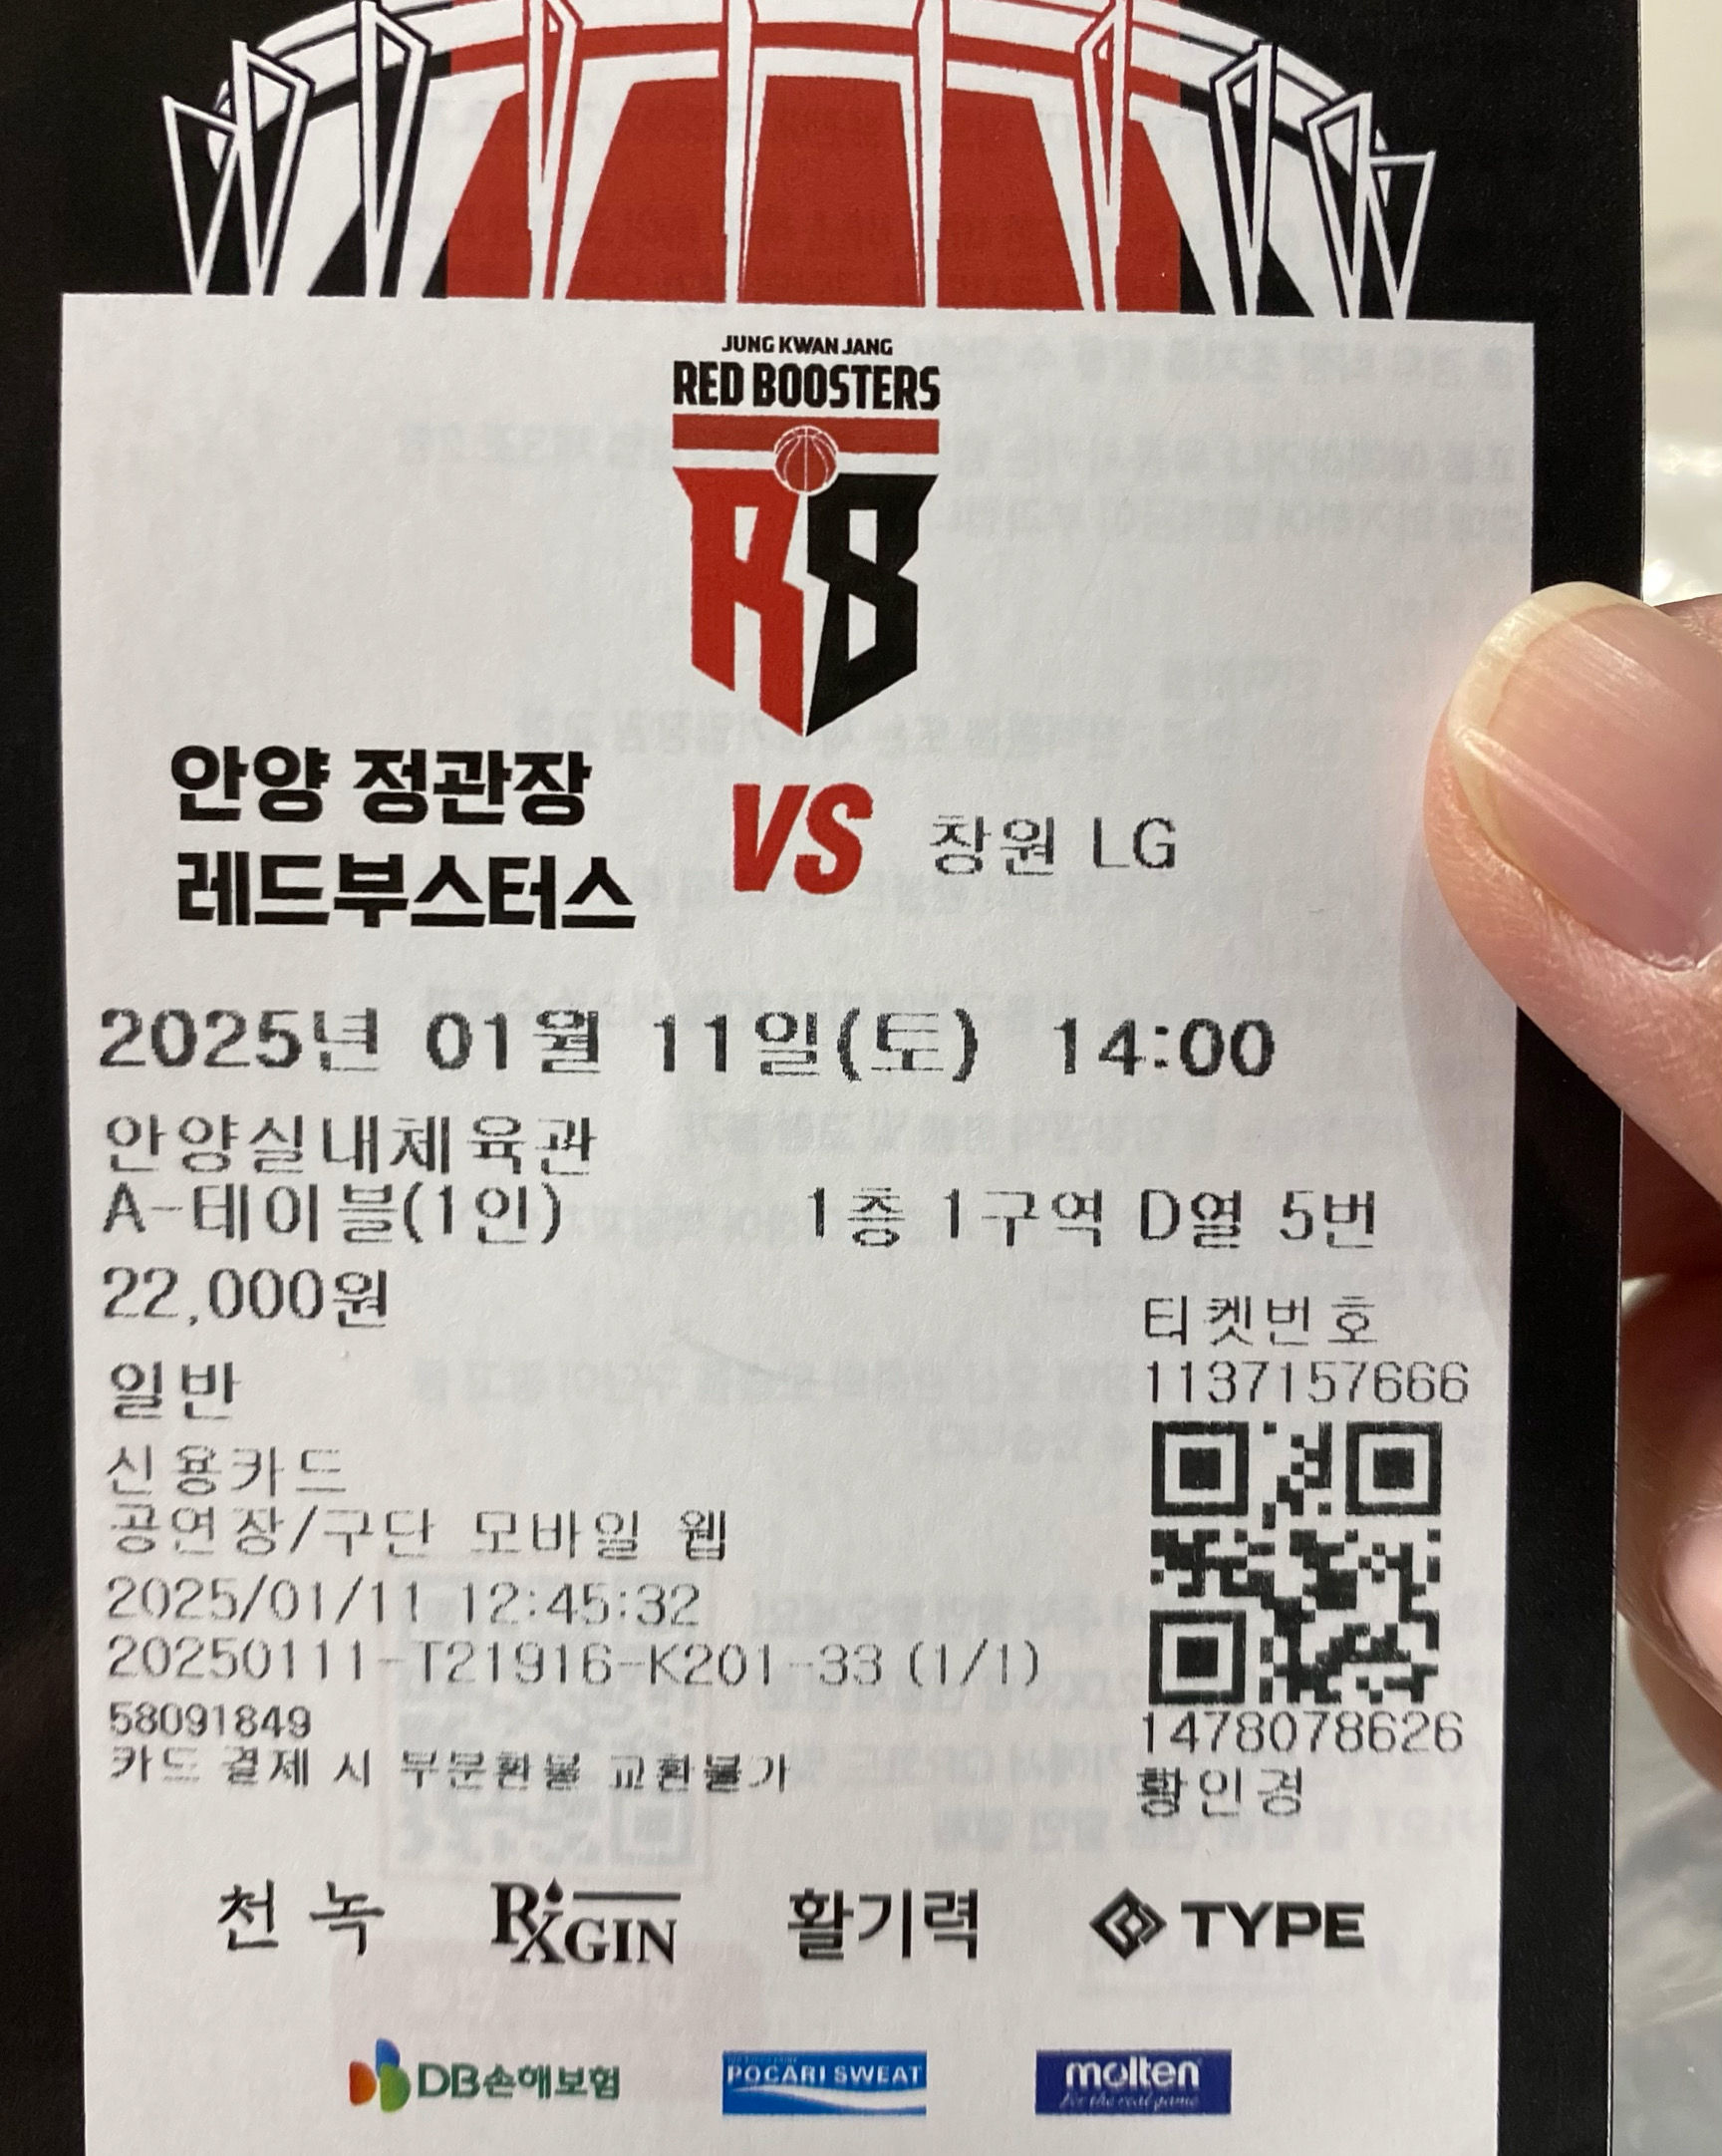 JUNG KWAN JANG
RED BOOSTERS
안양 정관장
레드부스터스
VS 창원 LG
2025년 01월 11일(토) 14:00
안양실내체육관
A-테이블(1인) 1층 1구역 D열 5번
22,000원
티켓번호
일반
1137157666
신용카드
공연장/구단 모바일 웹
2025/01/11 12:45:32
20250111-T21916-K201-33 (1/1)
58091849
1478078626
카드 결제 시 부분환불 교환불가
황인경
천녹 RXGIN 활기력 TYPE
DB손해보험 POCARI SWEAT molten
For the real game